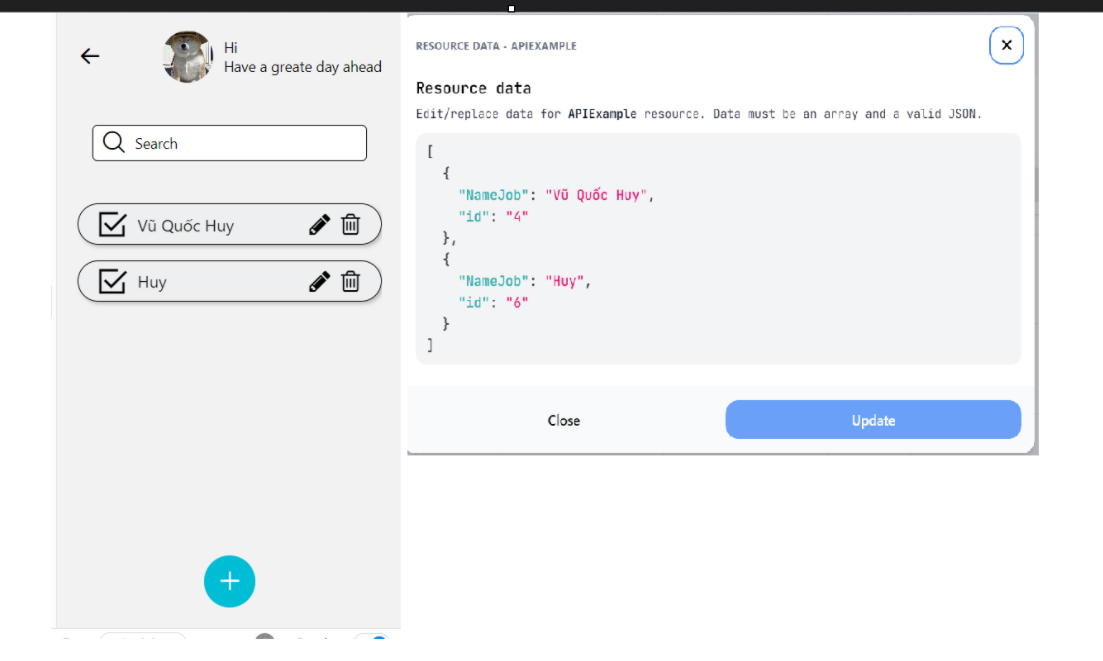 Hi
Have a greate day ahead
Search
Vũ Quốc Huy
Huy
+
RESOURCE DATA - APIEXAMPLE
Resource data
Edit/replace data for APIExample resource. Data must be an array and a valid JSON.
[
{
"NameJob": "Vũ Quốc Huy",
"id": "4"
},
{
"NameJob": "Huy",
"id": "6"
}
]
Close
Update